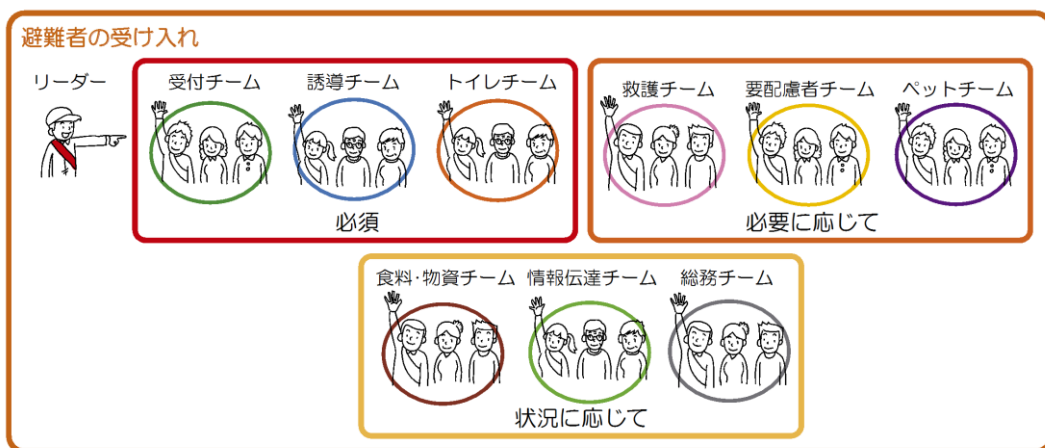 避難者の受け入れ
リーダー
受付チーム
誘導チーム
トイレチーム
必須
救護チーム
要配慮者チーム
ペットチーム
必要に応じて
食料・物資チーム
情報伝達チーム
総務チーム
状況に応じて